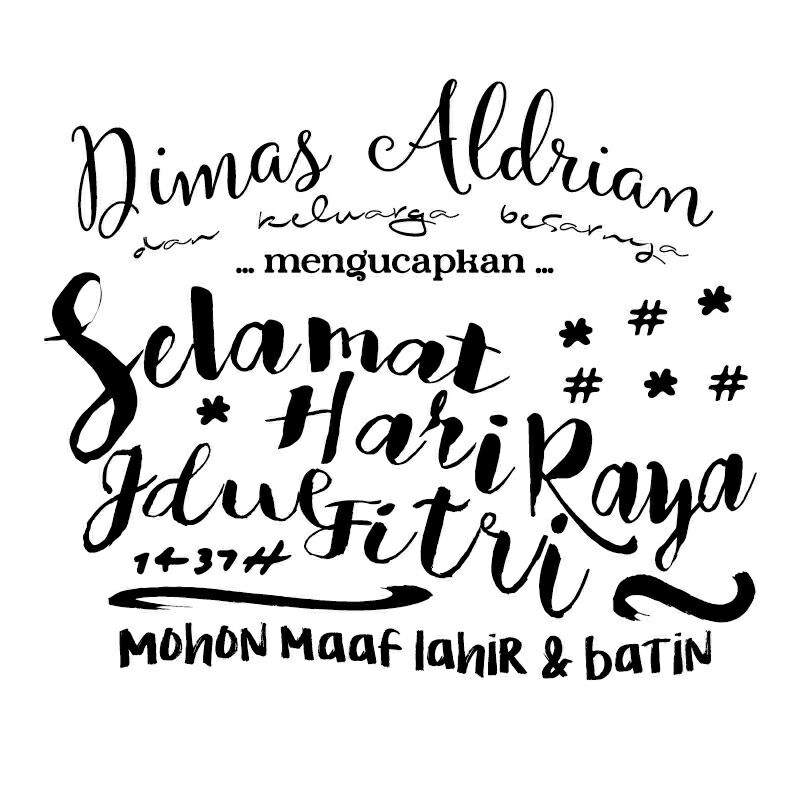 Dimas Aldrian
dan keluarga besarnya
... mengucapkan ...
Selamat
* # *
# * #
* Hari Raya
Idul Fitri
1437H
MOHON MAAF lahiR & baTiN